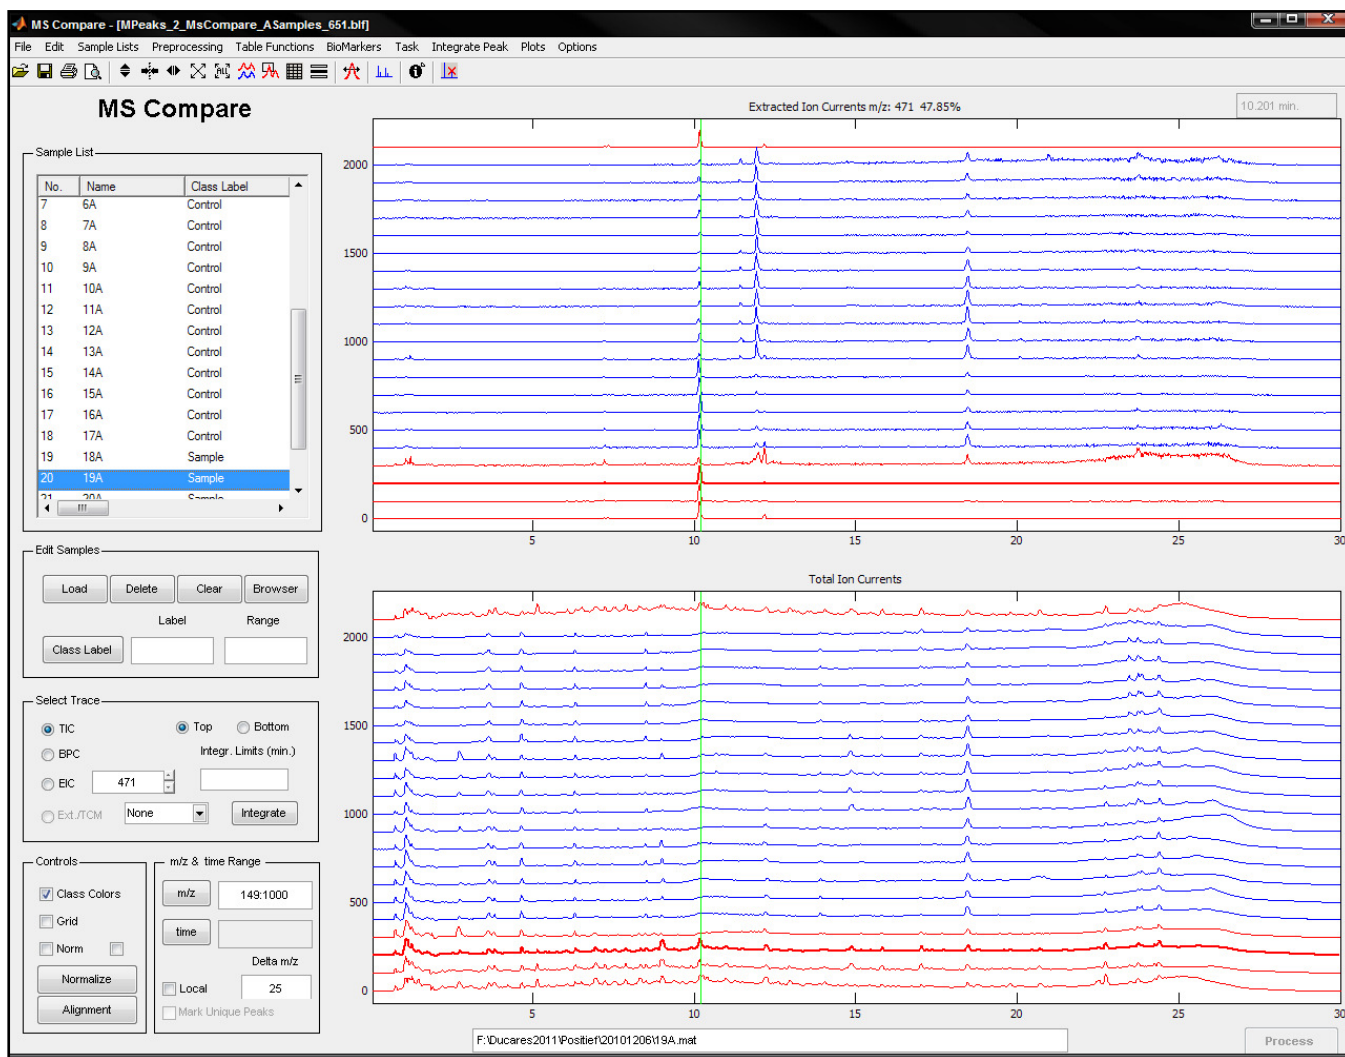 MS Compare - [MPeaks_2_MsCompare_ASamples_651.blf]
File Edit Sample Lists Preprocessing Table Functions BioMarkers Task Integrate Peak Plots Options
MS Compare
Sample List
No. Name Class Label
7 6A Control
8 7A Control
9 8A Control
10 9A Control
11 10A Control
12 11A Control
13 12A Control
14 13A Control
15 14A Control
16 15A Control
17 16A Control
18 17A Control
19 18A Sample
20 19A Sample
21 20A Sample
Edit Samples
Load Delete Clear Browser
Label Range
Class Label
Select Trace
TIC Top Bottom
BPC Integr. Limits (min.)
EIC 471
Ext./TCM None Integrate
Controls
Class Colors
Grid
Norm
Normalize
Alignment
m/z & time Range
m/z 149:1000
time
Delta m/z
Local 25
Mark Unique Peaks
Extracted Ion Currents m/z: 471 47.85%
10.201 min.
2000
1500
1000
500
0
5 10 15 20 25 30
Total Ion Currents
2000
1500
1000
500
0
5 10 15 20 25 30
F:\Ducares2011\Positief\20101206\19A.mat
Process